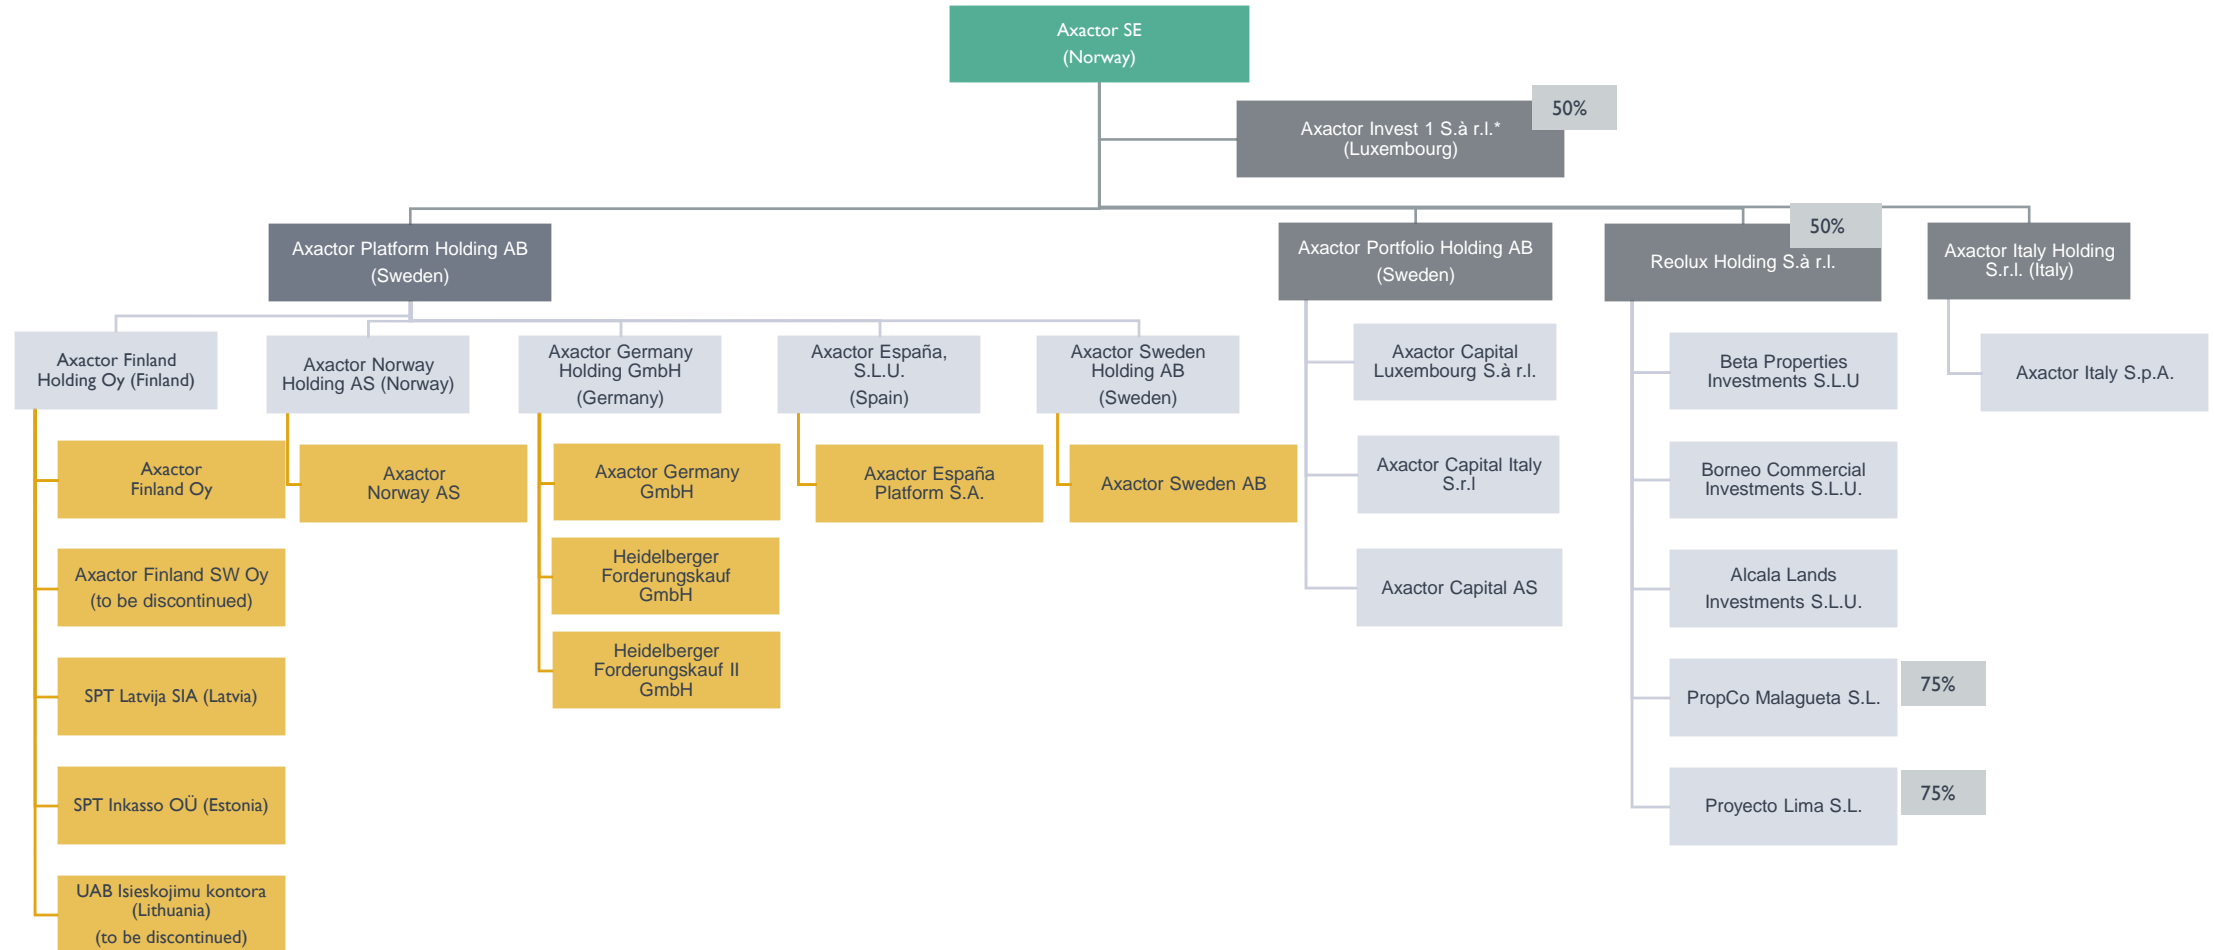 Axactor SE
(Norway)
50%
Axactor Invest 1 S.à r.l.*
(Luxembourg)
Axactor Platform Holding AB
(Sweden)
Axactor Portfolio Holding AB
(Sweden)
50%
Reolux Holding S.à r.l.
Axactor Italy Holding
S.r.l. (Italy)
Axactor Finland
Holding Oy (Finland)
Axactor Norway
Holding AS (Norway)
Axactor Germany
Holding GmbH
(Germany)
Axactor España,
S.L.U.
(Spain)
Axactor Sweden
Holding AB
(Sweden)
Axactor Capital
Luxembourg S.à r.l.
Beta Properties
Investments S.L.U
Axactor Italy S.p.A.
Axactor
Finland Oy
Axactor
Norway AS
Axactor Germany
GmbH
Axactor España
Platform S.A.
Axactor Sweden AB
Axactor Capital Italy
S.r.l
Borneo Commercial
Investments S.L.U.
Axactor Finland SW Oy
(to be discontinued)
Heidelberger
Forderungskauf
GmbH
Axactor Capital AS
Alcala Lands
Investments S.L.U.
Heidelberger
Forderungskauf II
GmbH
SPT Latvija SIA (Latvia)
PropCo Malagueta S.L.
75%
SPT Inkasso OÜ (Estonia)
Proyecto Lima S.L.
75%
UAB Isieskojimu kontora
(Lithuania)
(to be discontinued)